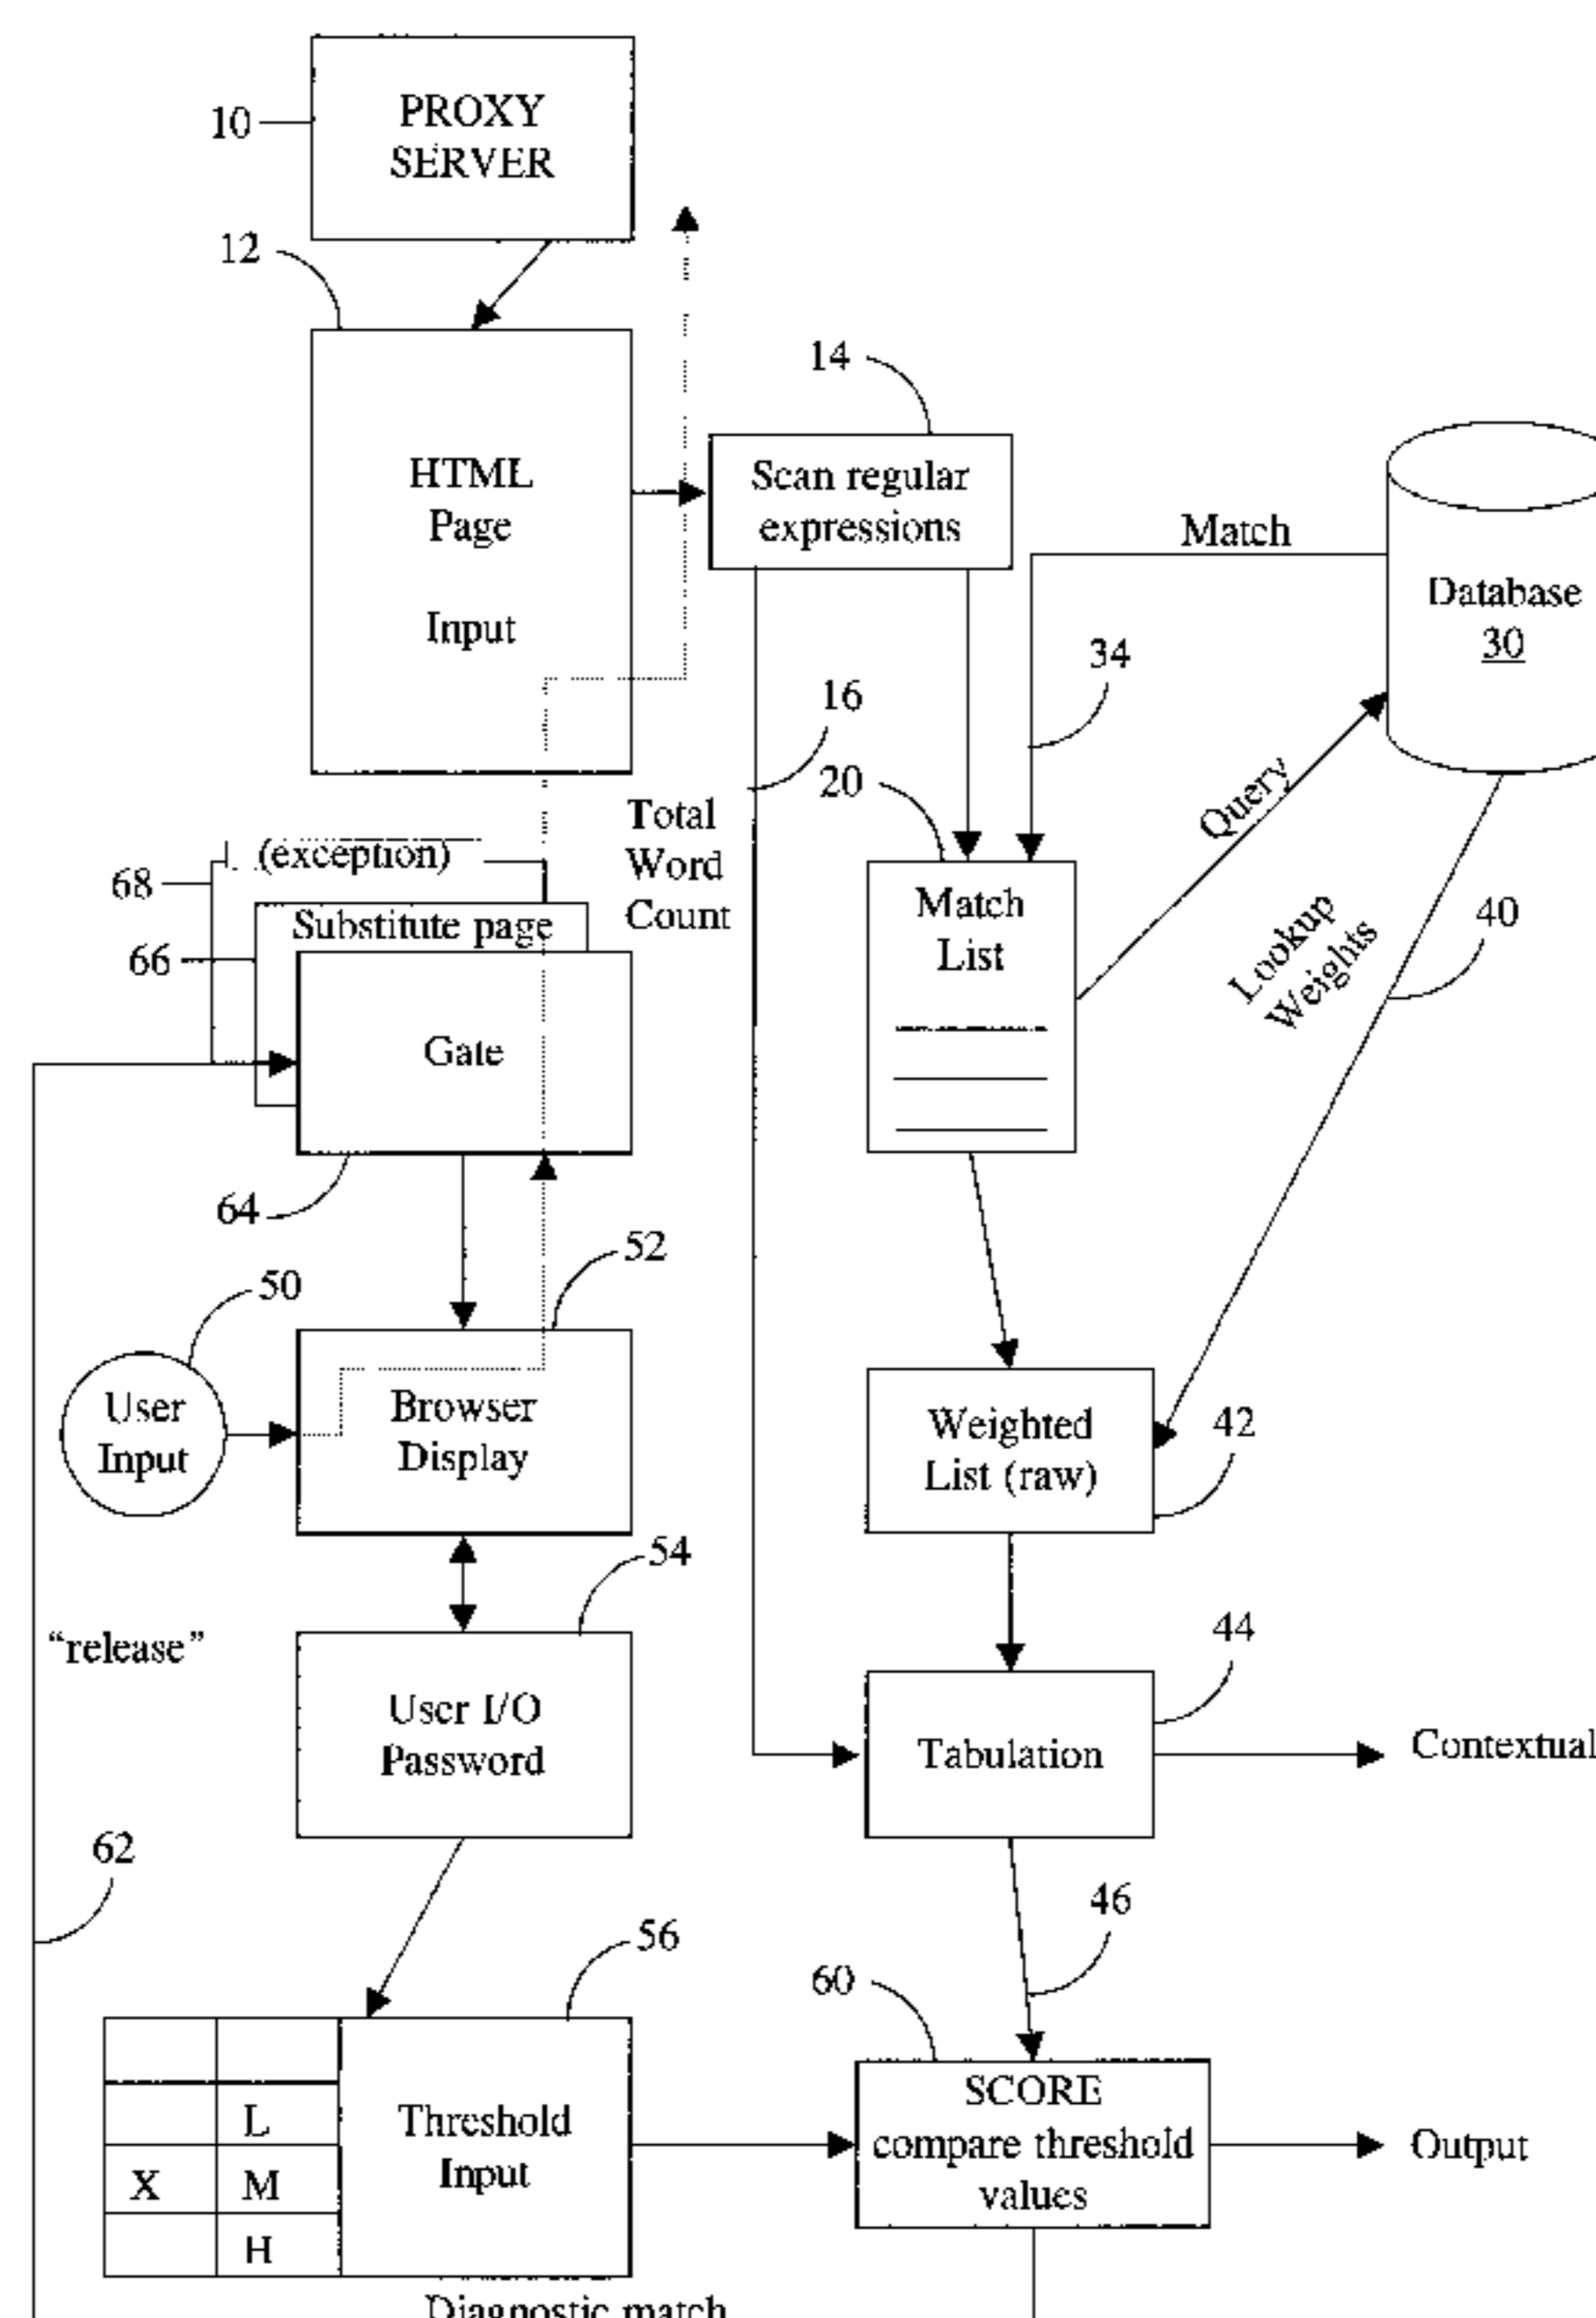 PROXY
SERVER
10
12
HTML
Page
Input
14
Scan regular
expressions
Match
Database
30
34
16
20
Total
Word
Count
Query
(exception)
68
Substitute page
66
Gate
64
Match
List
Lookup
Weights
40
52
50
User
Input
Browser
Display
Weighted
List (raw)
42
54
"release"
User I/O
Password
44
Tabulation
Contextual
62
46
56
60
L
X M
H
Threshold
Input
SCORE
compare threshold
values
Output
Diagnostic match